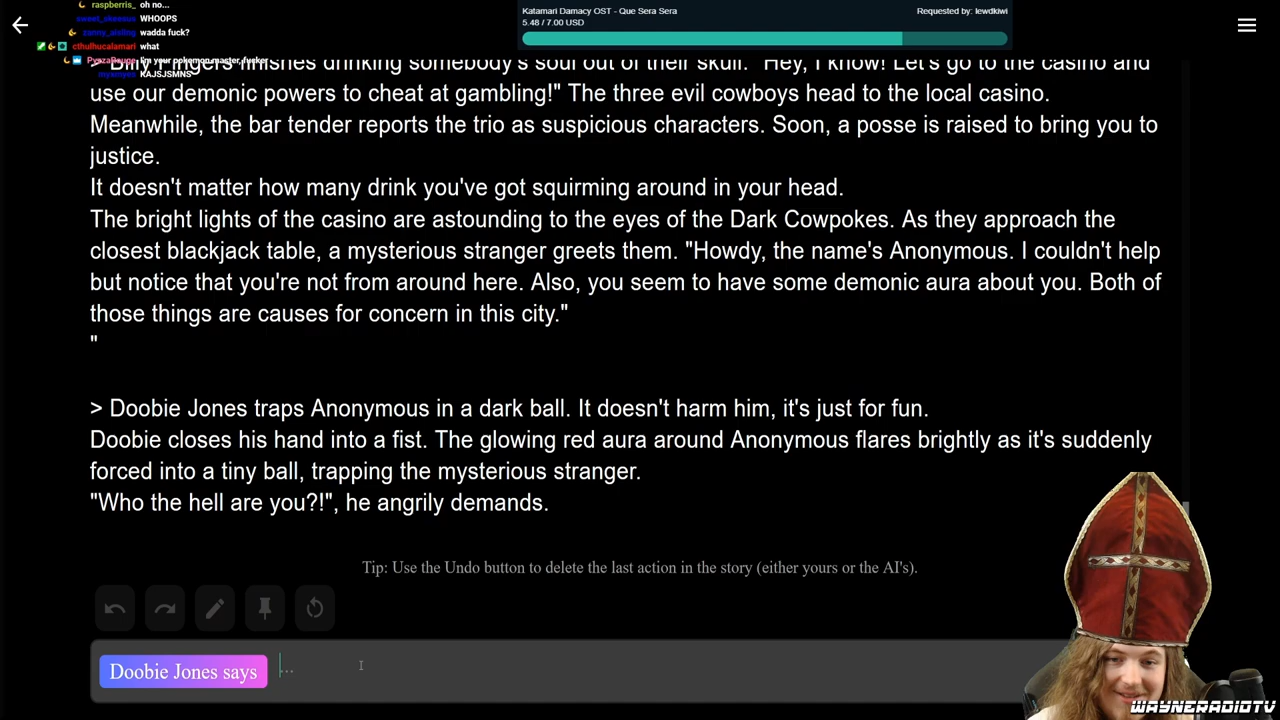 raspberris_ oh no...
sweet_skeesus WHOOPS
canny_aisling wadda fuck?
cthulhucalamari what
im your pokemon master, fucker
KAJSJSMNS
Katamari Damacy OST - Que Sera Sera
Requested by: lewdkiwi
5.48 / 7.00 USD
finishes drinking somebody's soul out of their skull. "Hey, I know! Let's go to the casino and
use our demonic powers to cheat at gambling!" The three evil cowboys head to the local casino.
Meanwhile, the bar tender reports the trio as suspicious characters. Soon, a posse is raised to bring you to
justice.
It doesn't matter how many drink you've got squirming around in your head.
The bright lights of the casino are astounding to the eyes of the Dark Cowpokes. As they approach the
closest blackjack table, a mysterious stranger greets them. "Howdy, the name's Anonymous. I couldn't help
but notice that you're not from around here. Also, you seem to have some demonic aura about you. Both of
those things are causes for concern in this city."
"
> Doobie Jones traps Anonymous in a dark ball. It doesn't harm him, it's just for fun.
Doobie closes his hand into a fist. The glowing red aura around Anonymous flares brightly as it's suddenly
forced into a tiny ball, trapping the mysterious stranger.
"Who the hell are you?!", he angrily demands.
Tip: Use the Undo button to delete the last action in the story (either yours or the AI's).
Doobie Jones says ...
WAYNERADIOTV